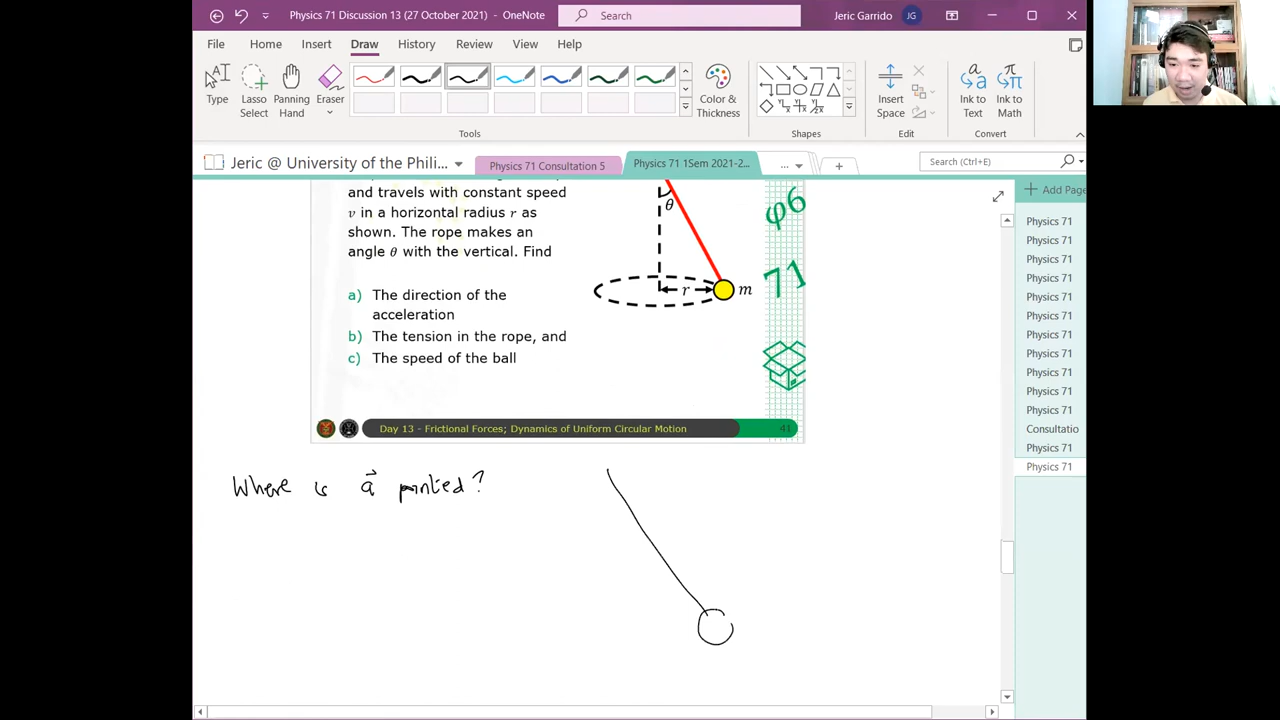 Physics 71 Discussion 13 (27 October 2021) - OneNote
Search
Jeric Garrido
JG
File
Home
Insert
Draw
History
Review
View
Help
Type
Lasso Select
Panning Hand
Eraser
Color & Thickness
Insert Space
Ink to Text
Ink to Math
Tools
Shapes
Edit
Convert
Jeric @ University of the Phili...
Physics 71 Consultation 5
Physics 71 1Sem 2021-2...
...
Search (Ctrl+E)
Add Page
and travels with constant speed
v in a horizontal radius r as
shown. The rope makes an
angle θ with the vertical. Find
a) The direction of the
acceleration
b) The tension in the rope, and
c) The speed of the ball
θ
r
m
φ6
71
Day 13 - Frictional Forces; Dynamics of Uniform Circular Motion
41
Physics 71
Physics 71
Physics 71
Physics 71
Physics 71
Physics 71
Physics 71
Physics 71
Physics 71
Physics 71
Physics 71
Consultatio
Physics 71
Physics 71
Where is a⃗ pointed?